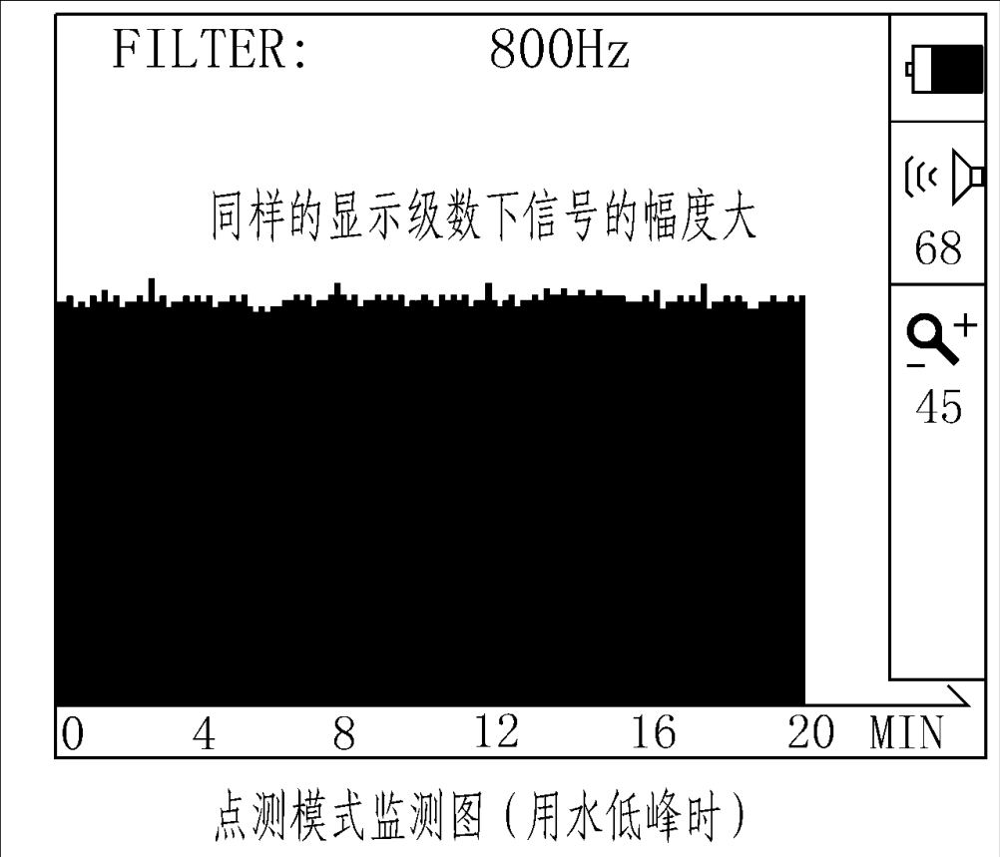 FILTER: 800Hz
同样的显示级数下信号的幅度大
68
45
0 4 8 12 16 20 MIN
点测模式监测图(用水低峰时)